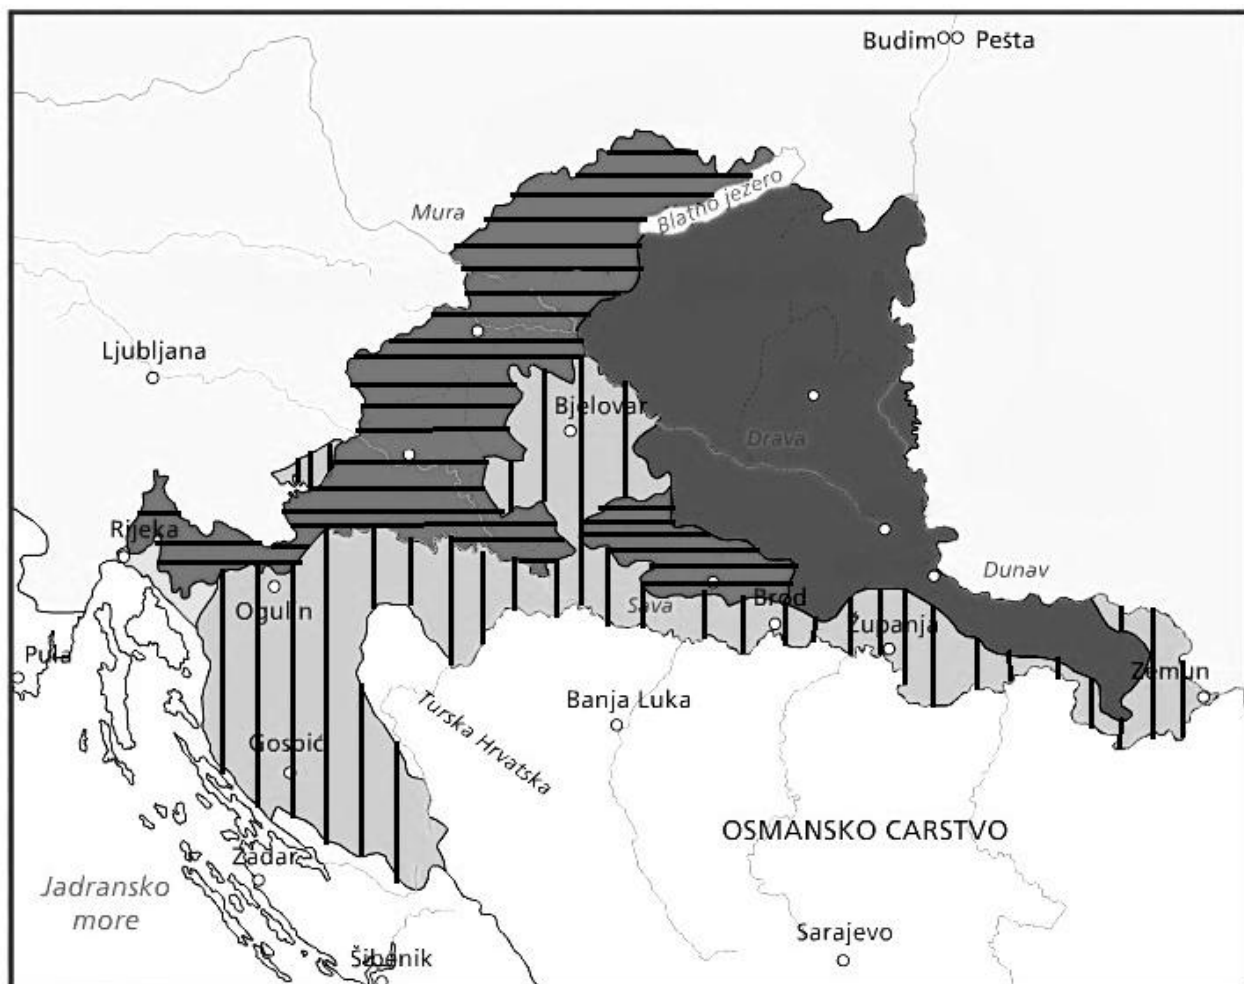 Budim Pešta
Mura
Blatno jezero
Ljubljana
Bjelovar
Drava
Rijeka
Dunav
Ogulin
Sava
Brod
Županja
Pula
Zemun
Banja Luka
Turska Hrvatska
Gospić
OSMANSKO CARSTVO
Zadar
Jadransko
more
Sarajevo
Šibenik